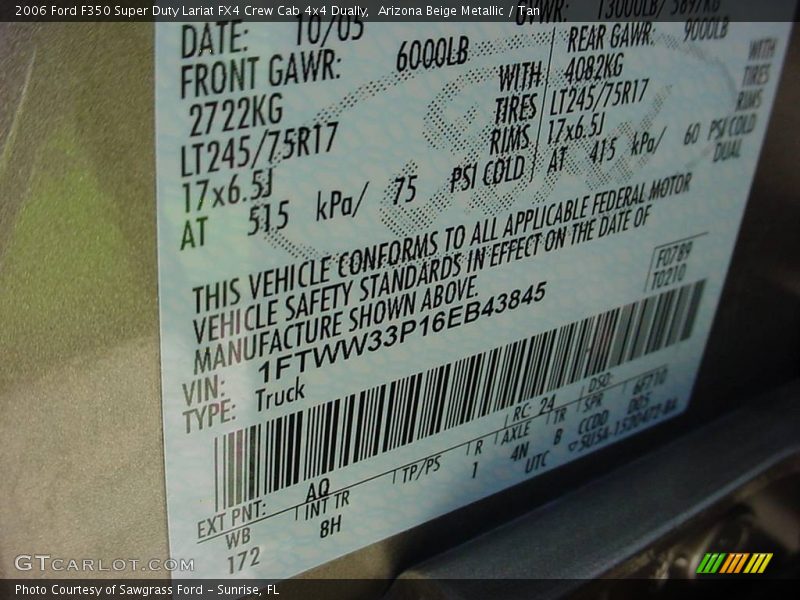 2006 Ford F350 Super Duty Lariat FX4 Crew Cab 4x4 Dually, Arizona Beige Metallic / Tan
GVWR: 13000LB/ 5897KG
DATE: 10/05
FRONT GAWR: 6000LB
2722KG WITH
LT245/75R17 TIRES
17x6.5J RIMS
AT 515 kPa/ 75 PSI COLD
REAR GAWR: 9000LB
4082KG WITH
LT245/75R17 TIRES
17x6.5J RIMS
AT 415 kPa/ 60 PSI COLD
DUAL
THIS VEHICLE CONFORMS TO ALL APPLICABLE FEDERAL MOTOR
VEHICLE SAFETY STANDARDS IN EFFECT ON THE DATE OF
MANUFACTURE SHOWN ABOVE.
F0789
T0210
VIN: 1FTWW33P16EB43845
TYPE: Truck
EXT PNT: AQ RC: 24 DSO: 6F210
WB INT TR TP/PS R AXLE TR SPR
172 8H 1 4N B CCDD
UTC
GTCARLOT.COM
Photo Courtesy of Sawgrass Ford - Sunrise, FL